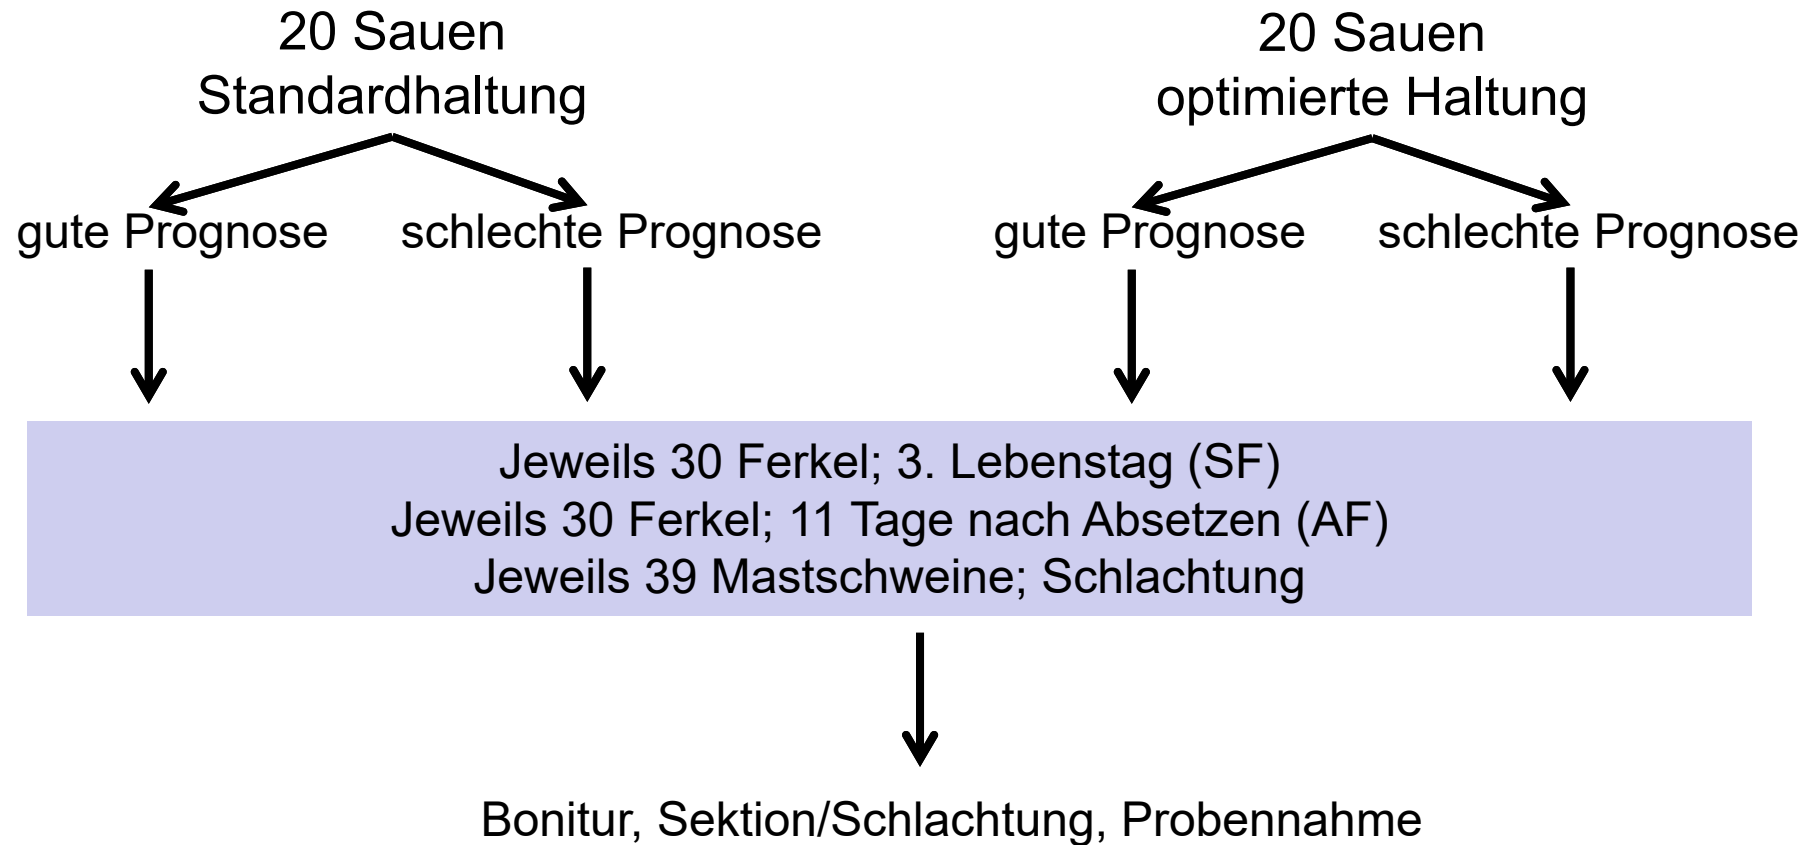 20 Sauen
Standardhaltung
20 Sauen
optimierte Haltung
gute Prognose
schlechte Prognose
gute Prognose
schlechte Prognose
Jeweils 30 Ferkel; 3. Lebenstag (SF)
Jeweils 30 Ferkel; 11 Tage nach Absetzen (AF)
Jeweils 39 Mastschweine; Schlachtung
Bonitur, Sektion/Schlachtung, Probennahme